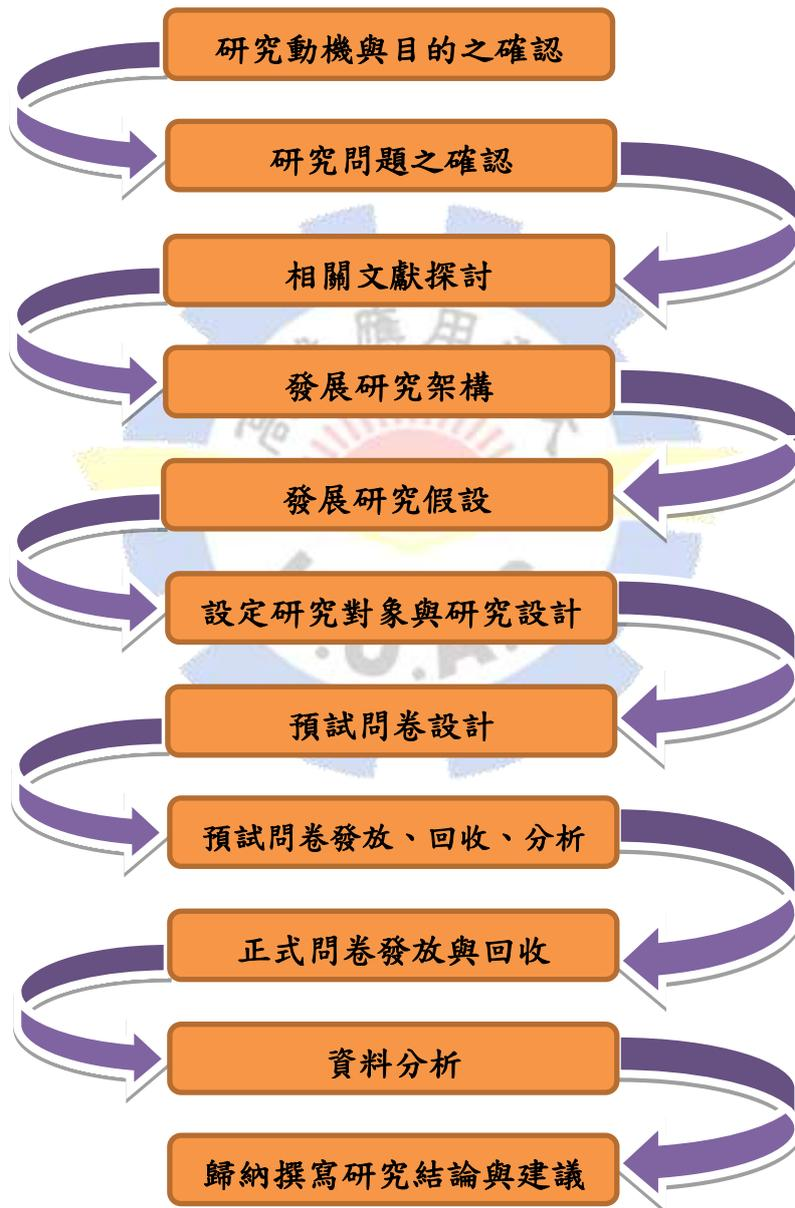 研究動機與目的之確認
研究問題之確認
相關文獻探討
應用
發展研究架構
發展研究假設
設定研究對象與研究設計
預試問卷設計
預試問卷發放、回收、分析
正式問卷發放與回收
資料分析
歸納撰寫研究結論與建議